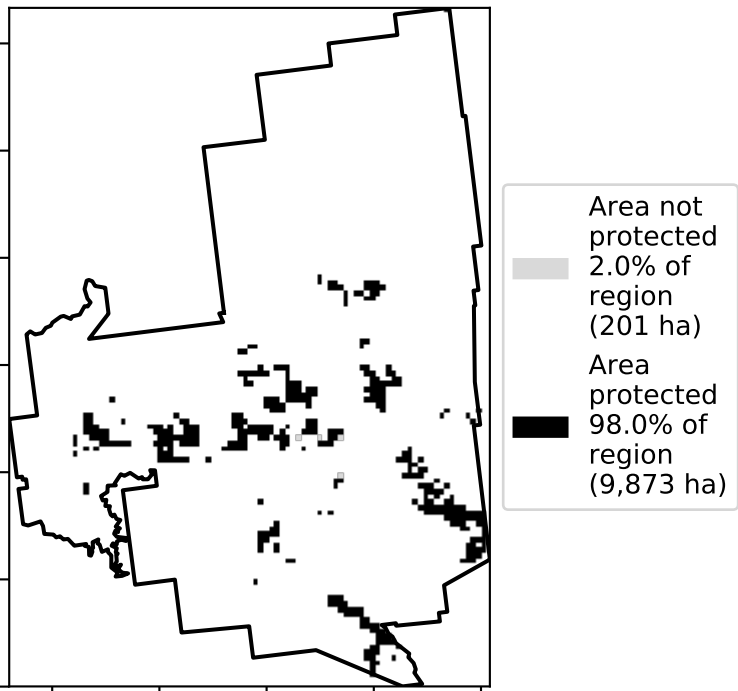 Area not
protected
2.0% of
region
(201 ha)
Area
protected
98.0% of
region
(9,873 ha)